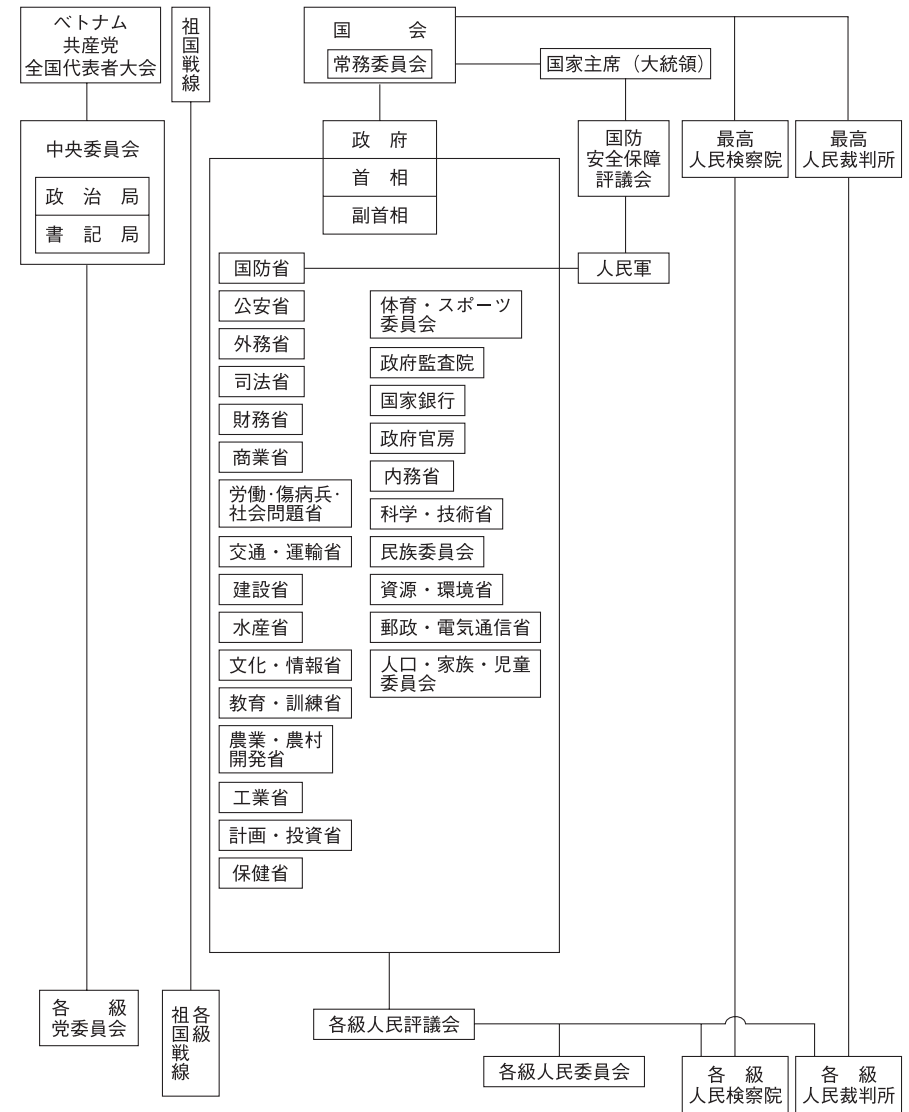 ベトナム
共産党
全国代表者大会
祖国戦線
国　　会
常務委員会
国家主席（大統領）
中央委員会
政　治　局
書　記　局
政　府
首　相
副首相
国防
安全保障
評議会
最高
人民検察院
最高
人民裁判所
国防省
人民軍
公安省
外務省
司法省
財務省
商業省
労働・傷病兵・
社会問題省
交通・運輸省
建設省
水産省
文化・情報省
教育・訓練省
農業・農村
開発省
工業省
計画・投資省
保健省
体育・スポーツ
委員会
政府監査院
国家銀行
政府官房
内務省
科学・技術省
民族委員会
資源・環境省
郵政・電気通信省
人口・家族・児童
委員会
各　　級
党委員会
各級
祖国戦線
各級人民評議会
各級人民委員会
各　級
人民検察院
各　級
人民裁判所